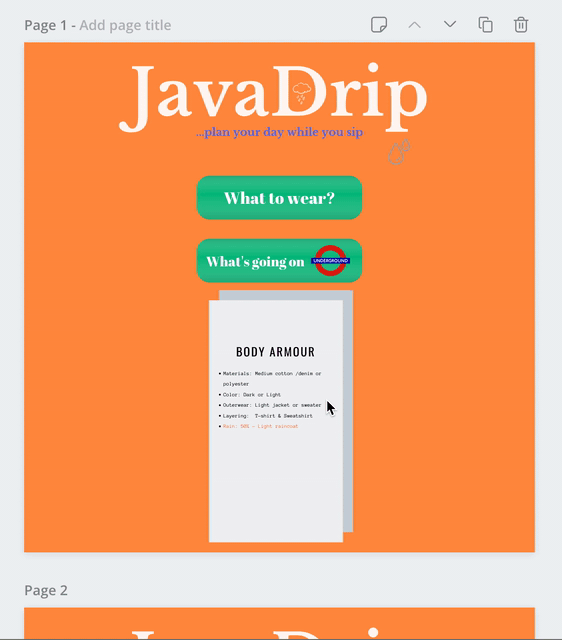 Page 1 - Add page title
JavaDrip
...plan your day while you sip
What to wear?
What's going on UNDERGROUND
BODY ARMOUR
Materials: Medium cotton /denim or
polyester
Color: Dark or Light
Outerwear: Light jacket or sweater
Layering: T-shirt & Sweatshirt
Rain: 50% - Light raincoat
Page 2
JavaDrip